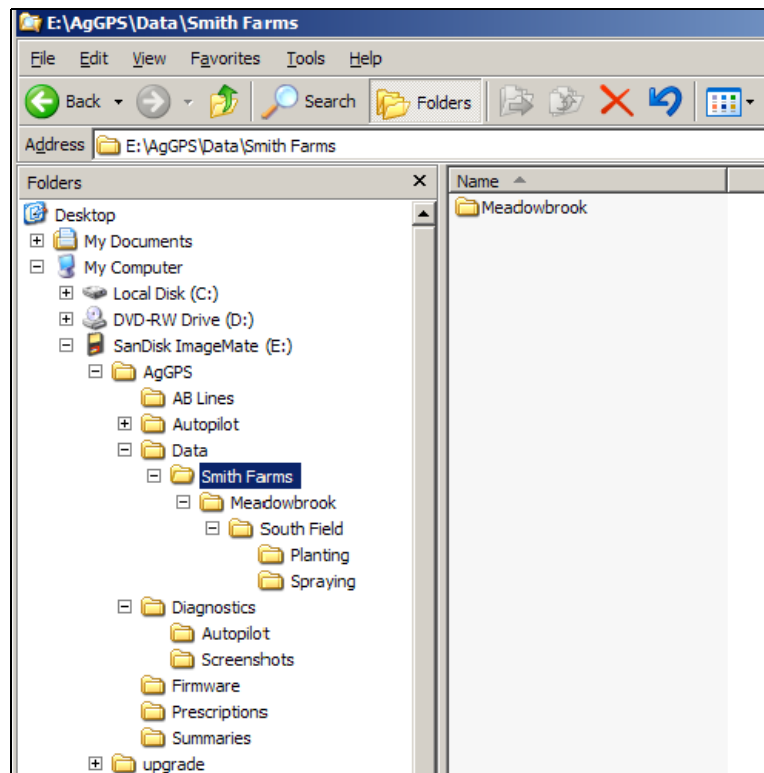 E:\AgGPS\Data\Smith Farms
File Edit View Favorites Tools Help
Back Search Folders
Address E:\AgGPS\Data\Smith Farms
Folders
Name
Desktop
My Documents
My Computer
Local Disk (C:)
DVD-RW Drive (D:)
SanDisk ImageMate (E:)
AgGPS
AB Lines
Autopilot
Data
Smith Farms
Meadowbrook
South Field
Planting
Spraying
Diagnostics
Autopilot
Screenshots
Firmware
Prescriptions
Summaries
upgrade
Meadowbrook